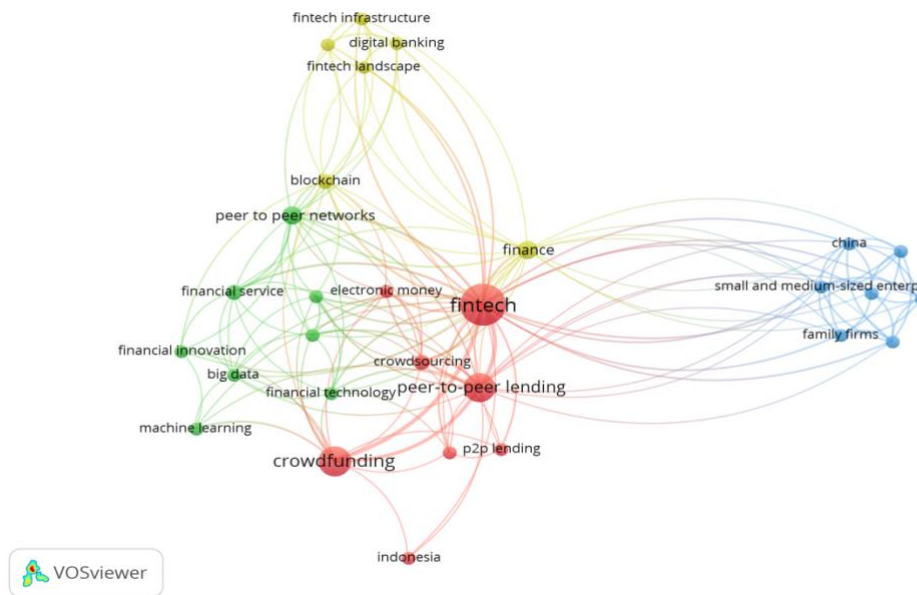 fintech infrastructure
digital banking
fintech landscape
blockchain
peer to peer networks
finance
china
financial service
electronic money
small and medium-sized enterp
fintech
family firms
financial innovation
crowdsourcing
big data
financial technology
peer-to-peer lending
machine learning
p2p lending
crowdfunding
indonesia
VOSviewer